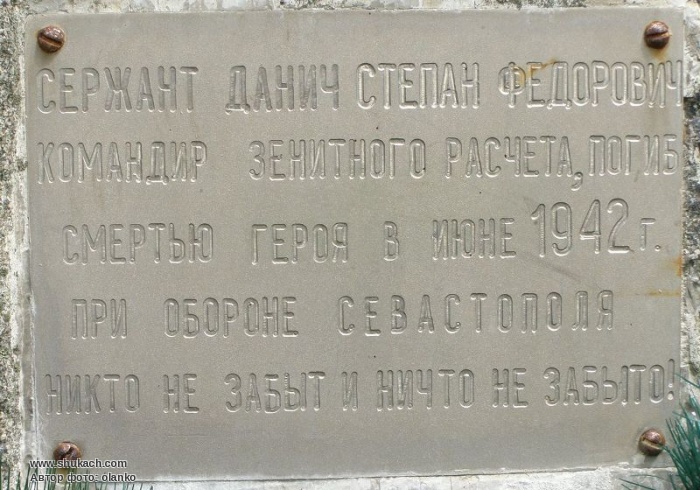 СЕРЖАНТ ДАНИЧ СТЕПАН ФЕДОРОВИЧ
КОМАНДИР ЗЕНИТНОГО РАСЧЕТА, ПОГИБ
СМЕРТЬЮ ГЕРОЯ В ИЮНЕ 1942 г.
ПРИ ОБОРОНЕ СЕВАСТОПОЛЯ
НИКТО НЕ ЗАБЫТ И НИЧТО НЕ ЗАБЫТО!
www.shukach.com
Автор фото: olanko